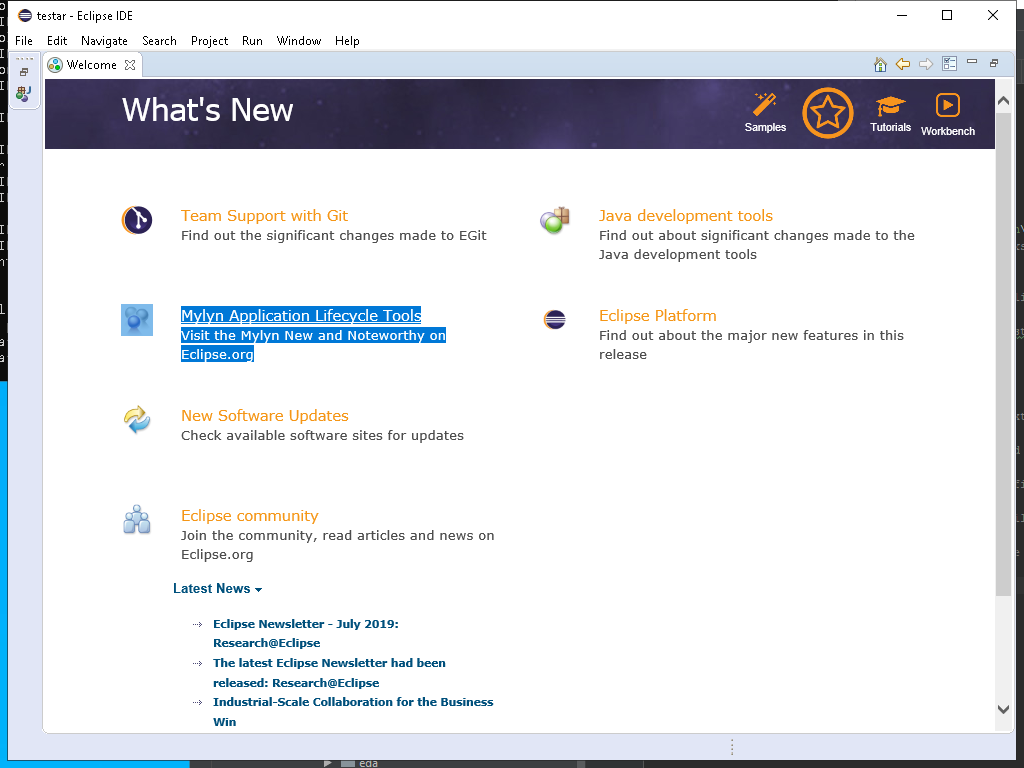 testar - Eclipse IDE
File Edit Navigate Search Project Run Window Help
Welcome
What's New
Samples
Tutorials
Workbench
Team Support with Git
Find out the significant changes made to EGit
Java development tools
Find out about significant changes made to the
Java development tools
Mylyn Application Lifecycle Tools
Visit the Mylyn New and Noteworthy on
Eclipse.org
Eclipse Platform
Find out about the major new features in this
release
New Software Updates
Check available software sites for updates
Eclipse community
Join the community, read articles and news on
Eclipse.org
Latest News
Eclipse Newsletter - July 2019:
Research@Eclipse
The latest Eclipse Newsletter had been
released: Research@Eclipse
Industrial-Scale Collaboration for the Business
Win
eda